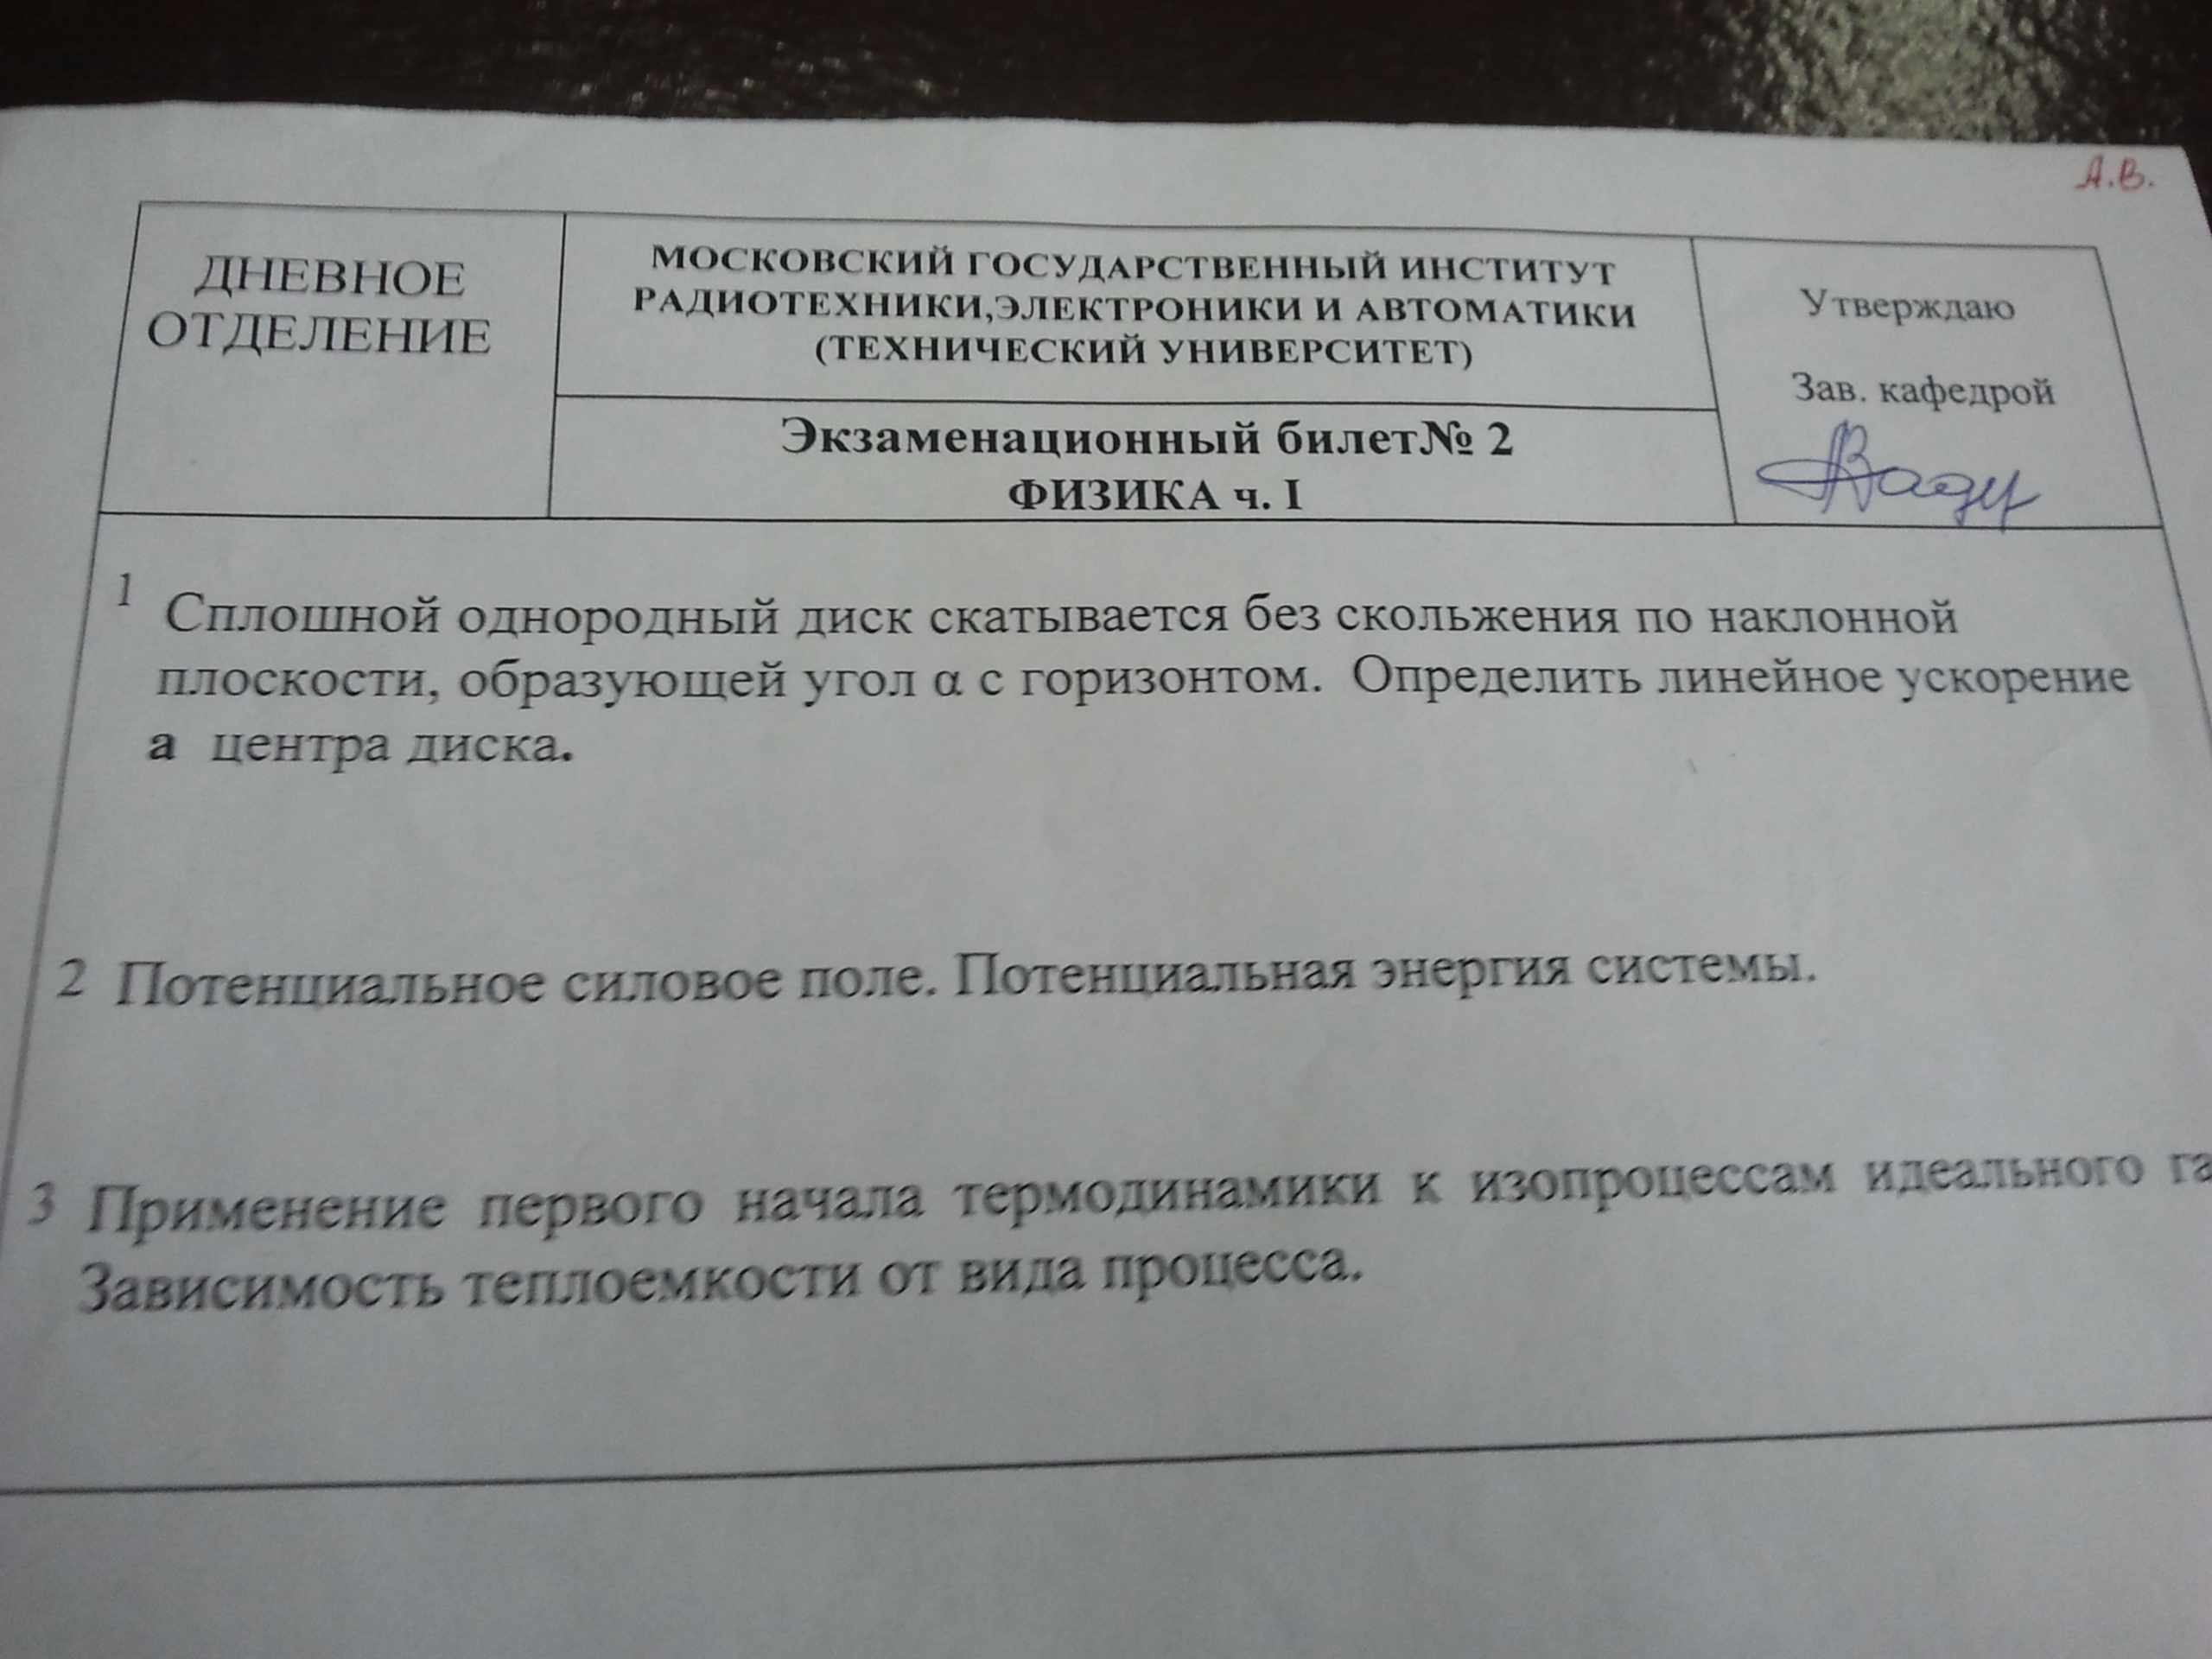 А.В.
ДНЕВНОЕ
ОТДЕЛЕНИЕ
МОСКОВСКИЙ ГОСУДАРСТВЕННЫЙ ИНСТИТУТ
РАДИОТЕХНИКИ,ЭЛЕКТРОНИКИ И АВТОМАТИКИ
(ТЕХНИЧЕСКИЙ УНИВЕРСИТЕТ)
Экзаменационный билет№ 2
ФИЗИКА ч. I
Утверждаю
Зав. кафедрой
1 Сплошной однородный диск скатывается без скольжения по наклонной
плоскости, образующей угол α с горизонтом. Определить линейное ускорение
а центра диска.
2 Потенциальное силовое поле. Потенциальная энергия системы.
3 Применение первого начала термодинамики к изопроцессам идеального га
Зависимость теплоемкости от вида процесса.